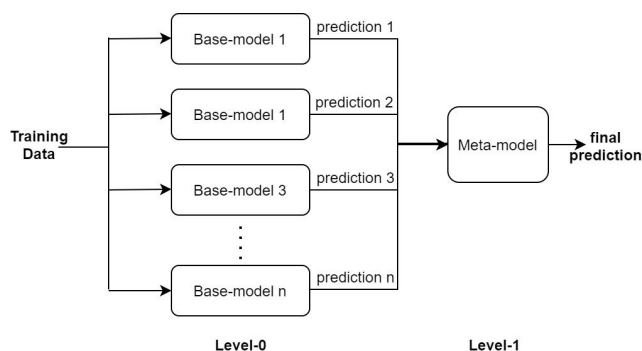 Base-model 1
prediction 1
Base-model 1
prediction 2
Training
Data
Meta-model
final
prediction
Base-model 3
prediction 3
Base-model n
prediction n
Level-0
Level-1